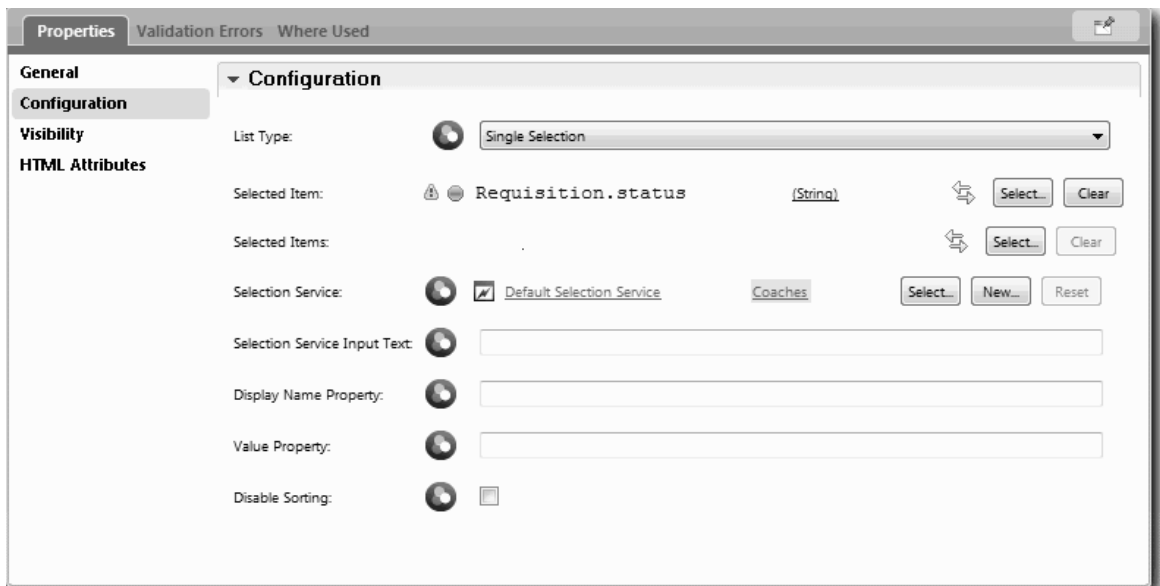 Properties Validation Errors Where Used
General
Configuration
Visibility
HTML Attributes
Configuration
List Type: Single Selection
Selected Item: Requisition.status (String) Select... Clear
Selected Items: Select... Clear
Selection Service: Default Selection Service Coaches Select... New... Reset
Selection Service Input Text:
Display Name Property:
Value Property:
Disable Sorting: